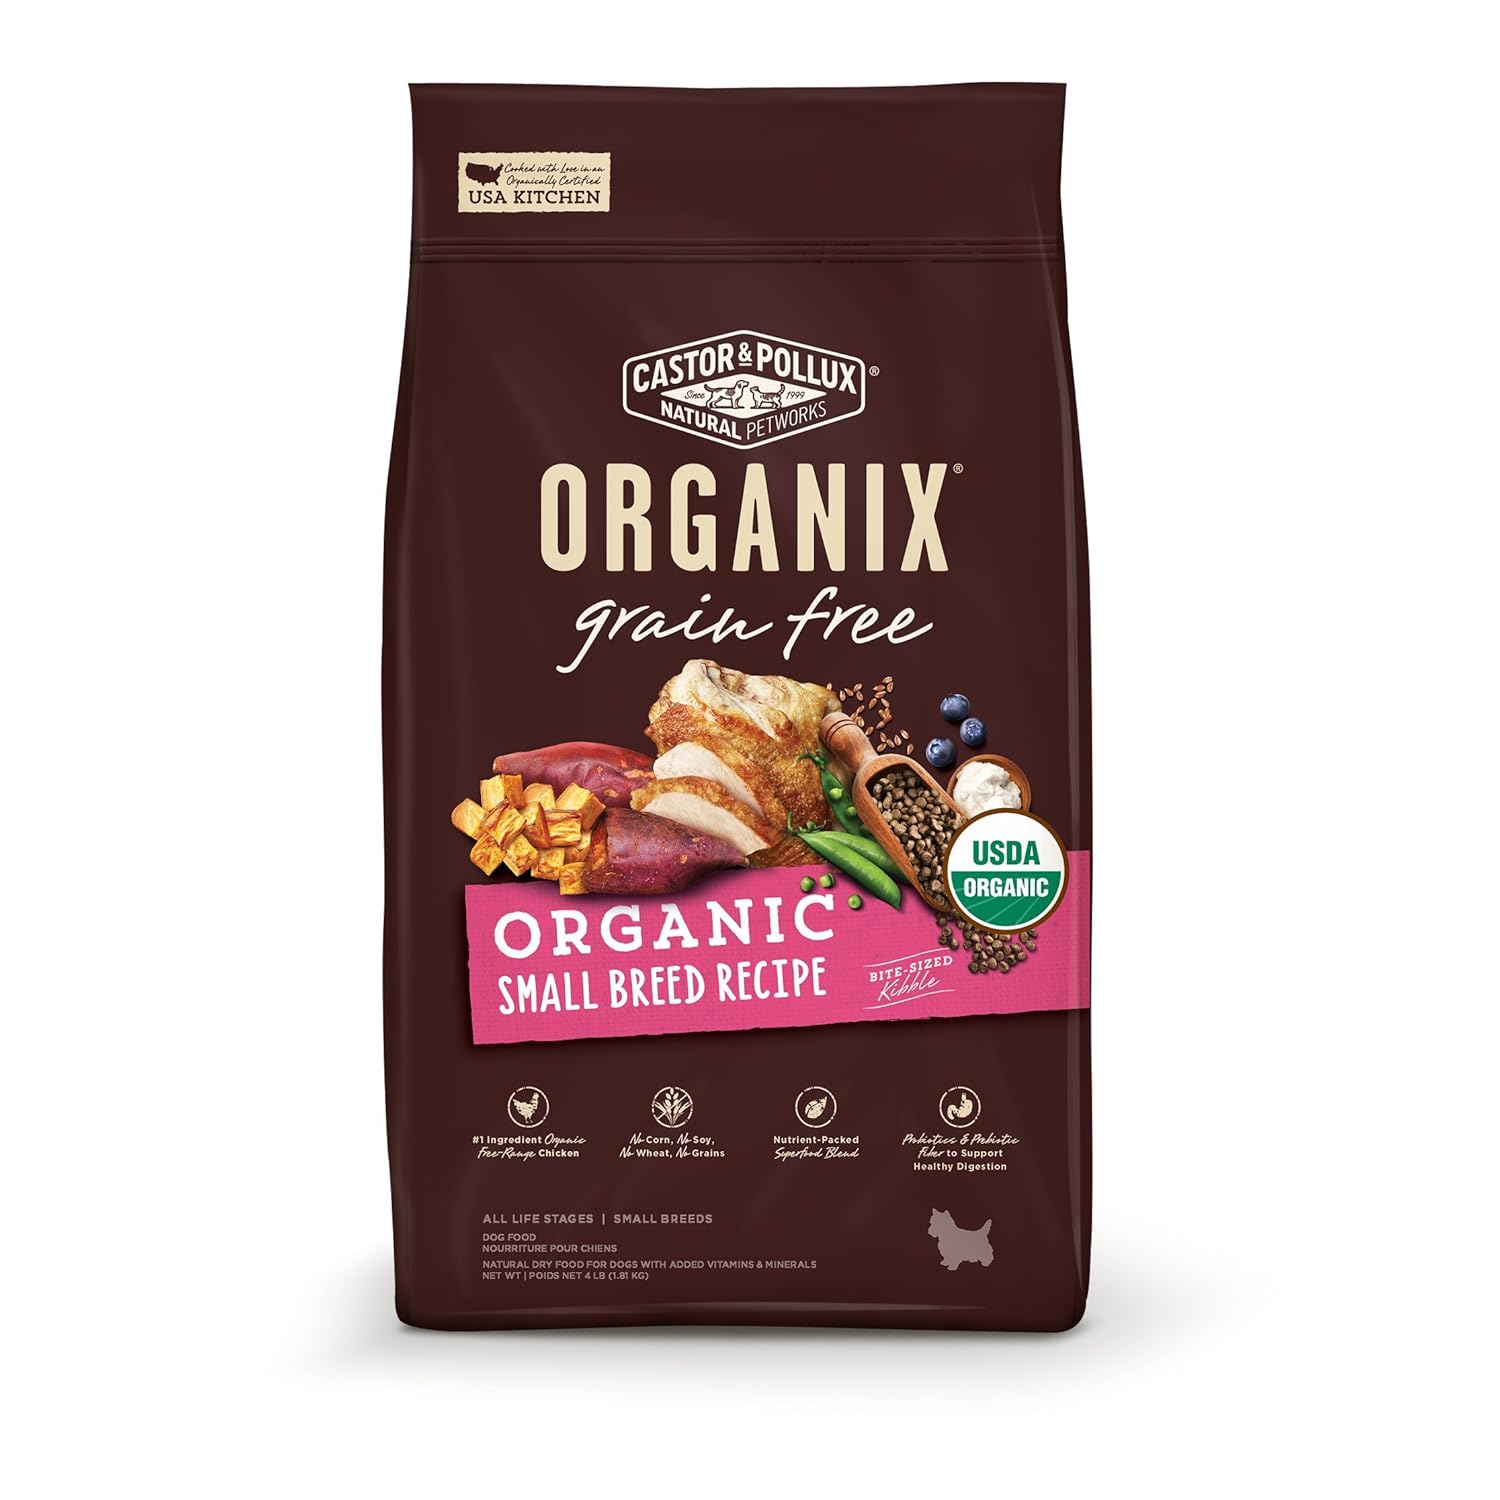 Cooked with Love in an
Organically Certified
USA KITCHEN
CASTOR & POLLUX®
Since 1999
NATURAL PETWORKS
ORGANIX®
grain free
USDA
ORGANIC
ORGANIC
SMALL BREED RECIPE
BITE-SIZED
Kibble
#1 Ingredient Organic
Free-Range Chicken
No Corn, No Soy,
No Wheat, No Grains
Nutrient-Packed
Superfood Blend
Probiotics & Prebiotic
Fiber to Support
Healthy Digestion
ALL LIFE STAGES | SMALL BREEDS
DOG FOOD
NOURRITURE POUR CHIENS
NATURAL DRY FOOD FOR DOGS WITH ADDED VITAMINS & MINERALS
NET WT | POIDS NET 4 LB (1.81 KG)